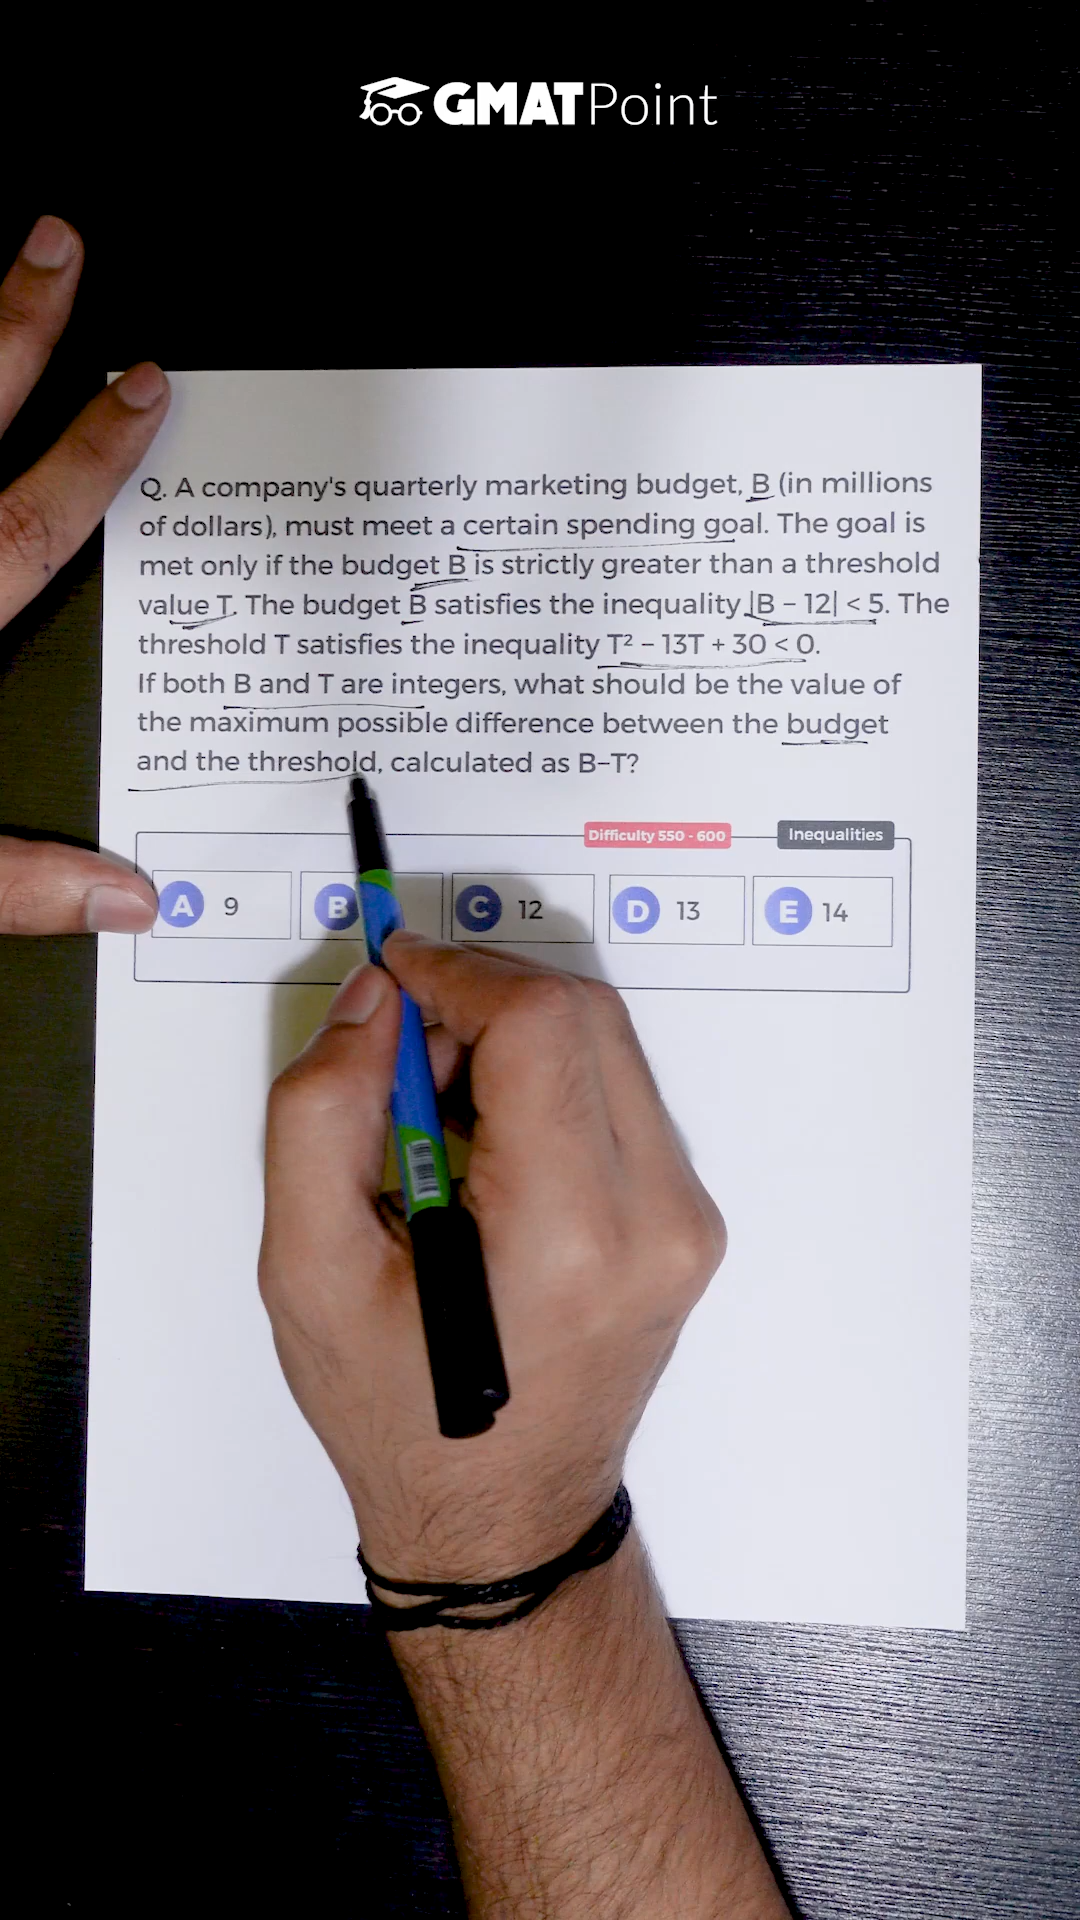 GMATPoint
Q. A company's quarterly marketing budget, B (in millions
of dollars), must meet a certain spending goal. The goal is
met only if the budget B is strictly greater than a threshold
value T. The budget B satisfies the inequality |B – 12| < 5. The
threshold T satisfies the inequality T² – 13T + 30 < 0.
If both B and T are integers, what should be the value of
the maximum possible difference between the budget
and the threshold, calculated as B–T?
Difficulty 550 - 600 Inequalities
A 9 B C 12 D 13 E 14